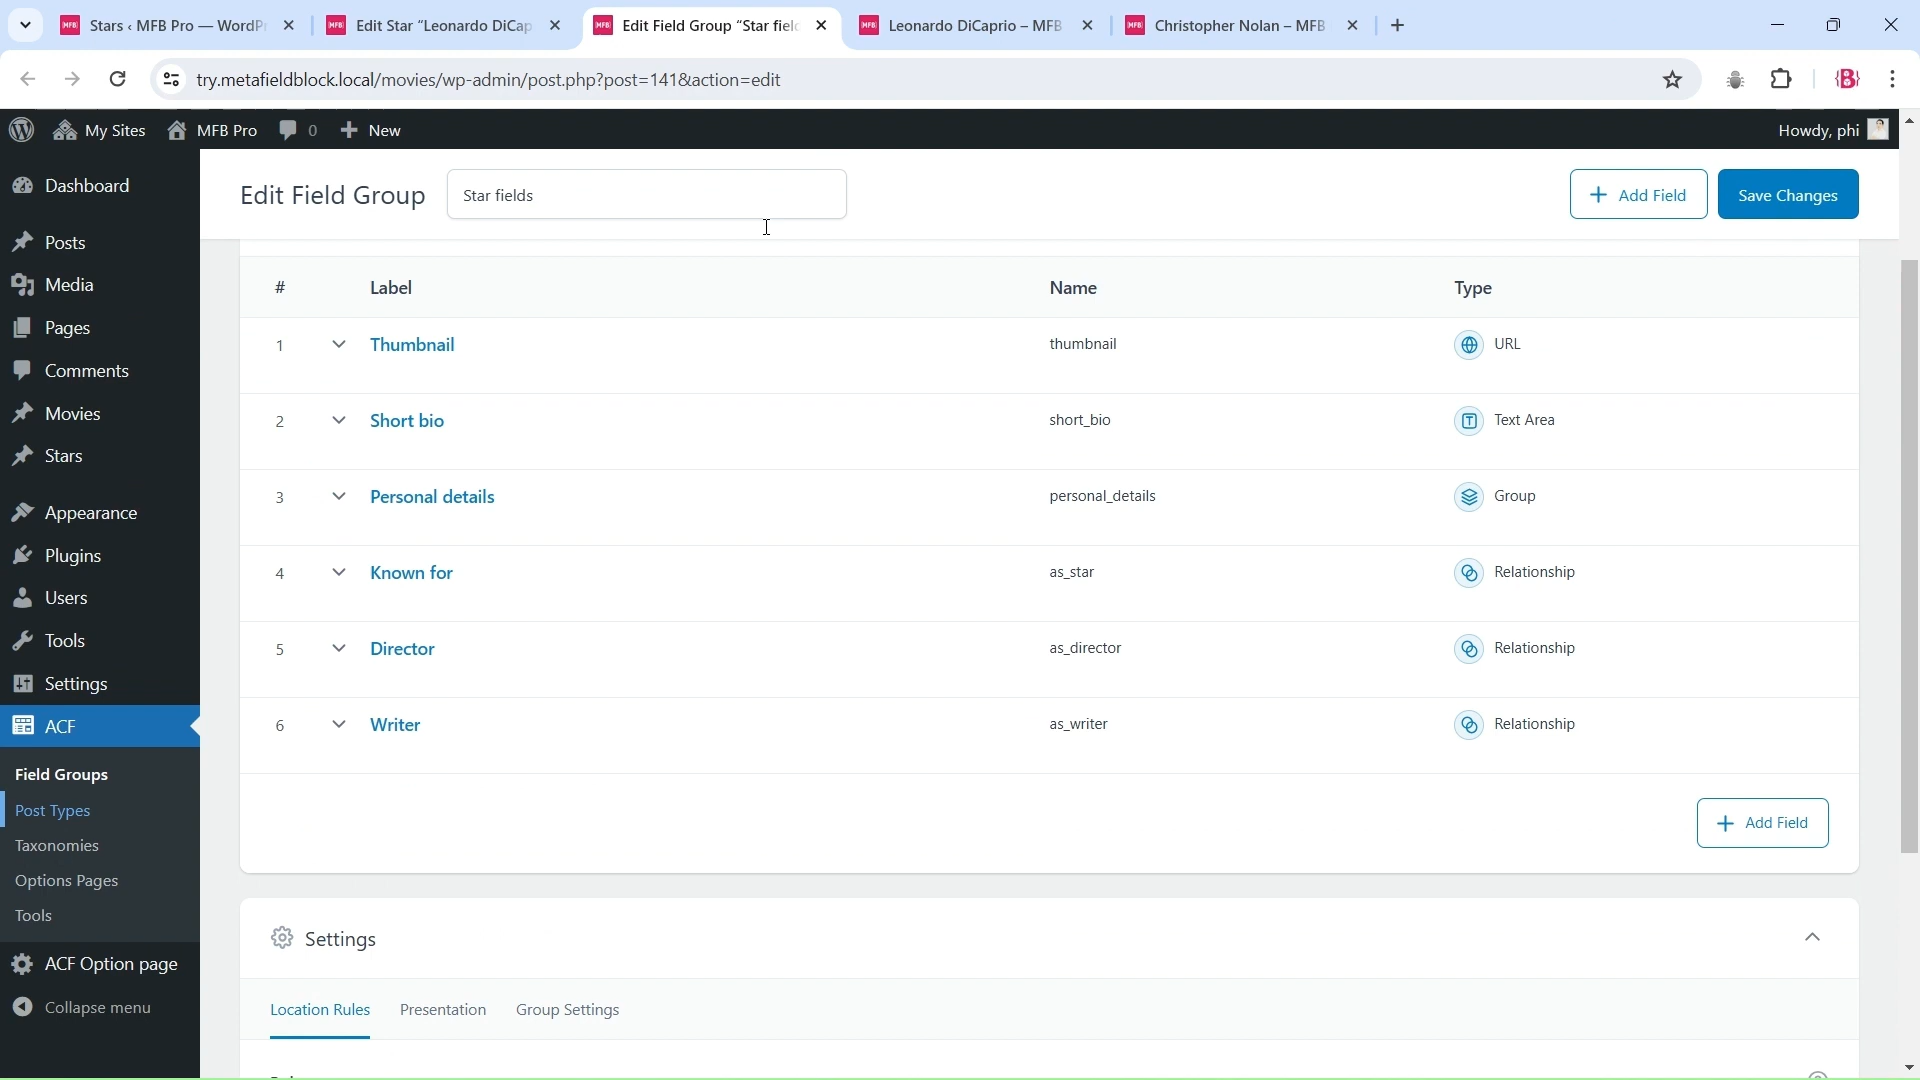 Stars ‹ MFB Pro — WordPr
Edit Star “Leonardo DiCap
Edit Field Group “Star fiel
Leonardo DiCaprio – MFB
Christopher Nolan – MFB
try.metafieldblock.local/movies/wp-admin/post.php?post=141&action=edit
My Sites
MFB Pro
0
New
Howdy, phi
Dashboard
Posts
Media
Pages
Comments
Movies
Stars
Appearance
Plugins
Users
Tools
Settings
ACF
Field Groups
Post Types
Taxonomies
Options Pages
Tools
ACF Option page
Collapse menu
Edit Field Group
Star fields
Add Field
Save Changes
# Label Name Type
1 Thumbnail thumbnail URL
2 Short bio short_bio Text Area
3 Personal details personal_details Group
4 Known for as_star Relationship
5 Director as_director Relationship
6 Writer as_writer Relationship
Add Field
Settings
Location Rules Presentation Group Settings